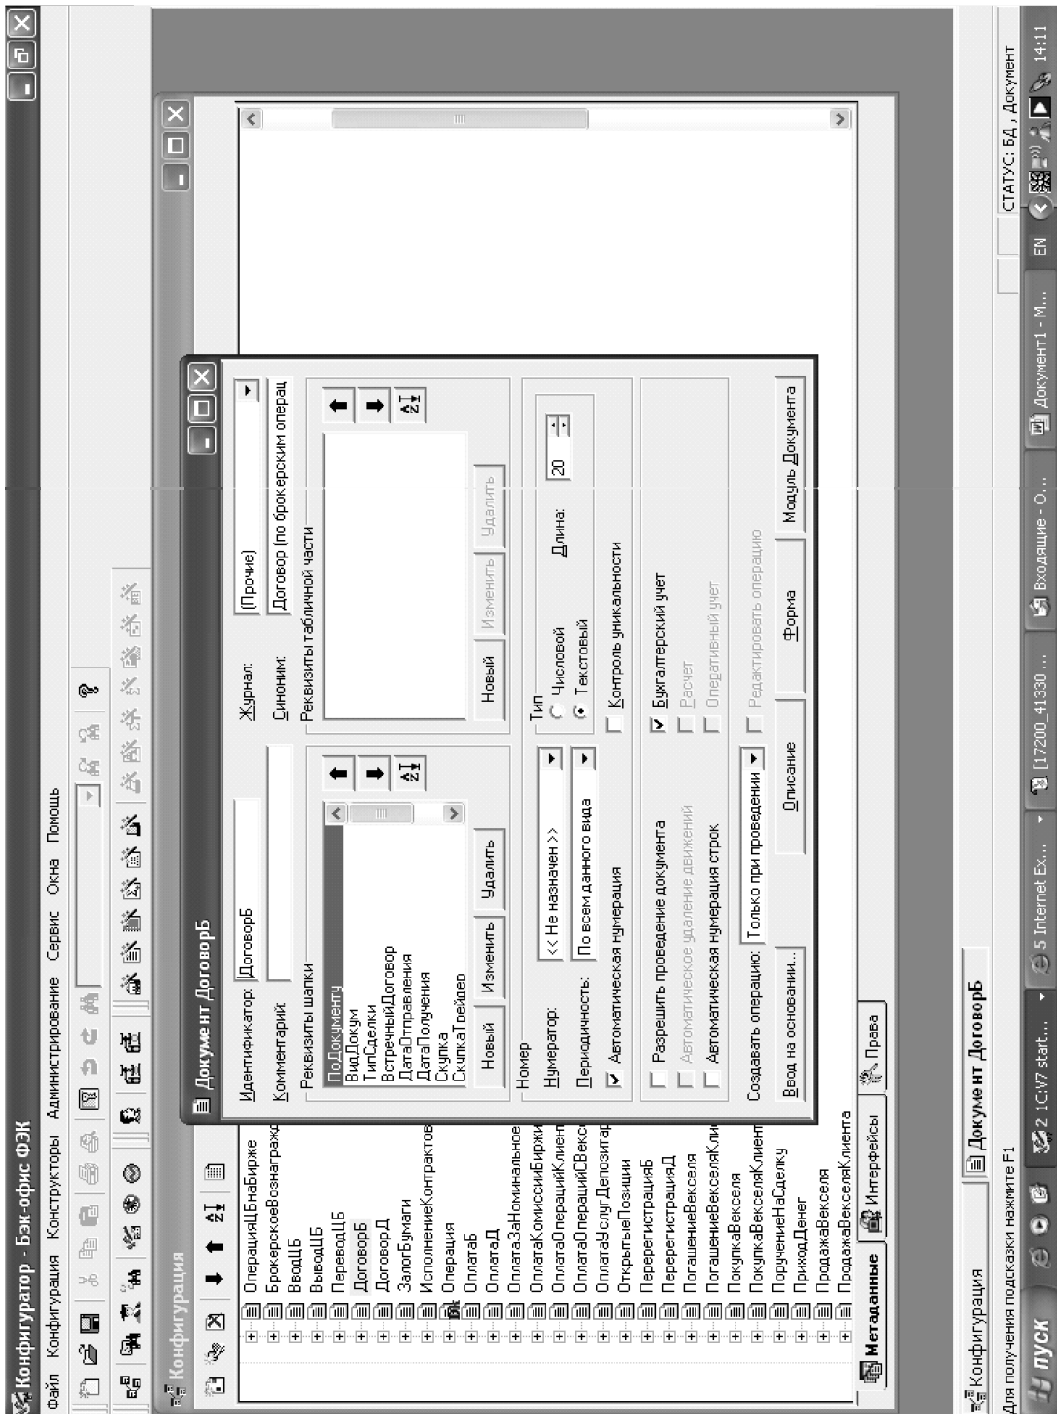 Конфигуратор - Бэк-офис ФЭК
Файл Конфигурация Конструкторы Администрирование Сервис Окна Помощь
Конфигурация
ОперацияЦБнаБирже
БрокерскоеВознагражд
ВводЦБ
ВыводЦБ
ПереводЦБ
ДоговорБ
ДоговорД
ЗалогБумаги
ИсполнениеКонтрактов
Операция
ОплатаБ
ОплатаД
ОплатаЗаНоминальное
ОплатаКомиссииБиржи
ОплатаОперацийКлиен
ОплатаОперацийСВексе
ОплатаУслугДепозитар
ОткрытыеПозиции
ПеререгистрацияБ
ПеререгистрацияД
ПогашениеВекселя
ПогашениеВекселяКли
ПокупкаВекселя
ПокупкаВекселяКлиент
ПоручениеНаСделку
ПриходДенег
ПродажаВекселя
ПродажаВекселяКлиента
Метаданные Интерфейсы Права
Документ ДоговорБ
Идентификатор: ДоговорБ Журнал: (Прочие)
Комментарий: Синоним: Договор (по брокерским операц
Реквизиты шапки Реквизиты табличной части
ПоДокументу
ВидДокум
ТипСделки
ВстречныйДоговор
ДатаОтправления
ДатаПолучения
Скупка
СкупкаТрейдер
Новый Изменить Удалить Новый Изменить Удалить
Номер
Нумератор: << Не назначен >> Тип
Числовой Длина: 20
Периодичность: По всем данного вида Текстовый
Автоматическая нумерация Контроль уникальности
Разрешить проведение документа Бухгалтерский учет
Автоматическое удаление движений Расчет
Автоматическая нумерация строк Оперативный учет
Создавать операцию: Только при проведении Редактировать операцию
Ввод на основании... Описание Форма Модуль Документа
Конфигурация Документ ДоговорБ
Для получения подсказки нажмите F1 СТАТУС: БД , Документ
пуск 2 1C:V7 start... 5 Internet Ex... [17200_41330 ... Входящие - O... Документ1 - M... EN 14:11